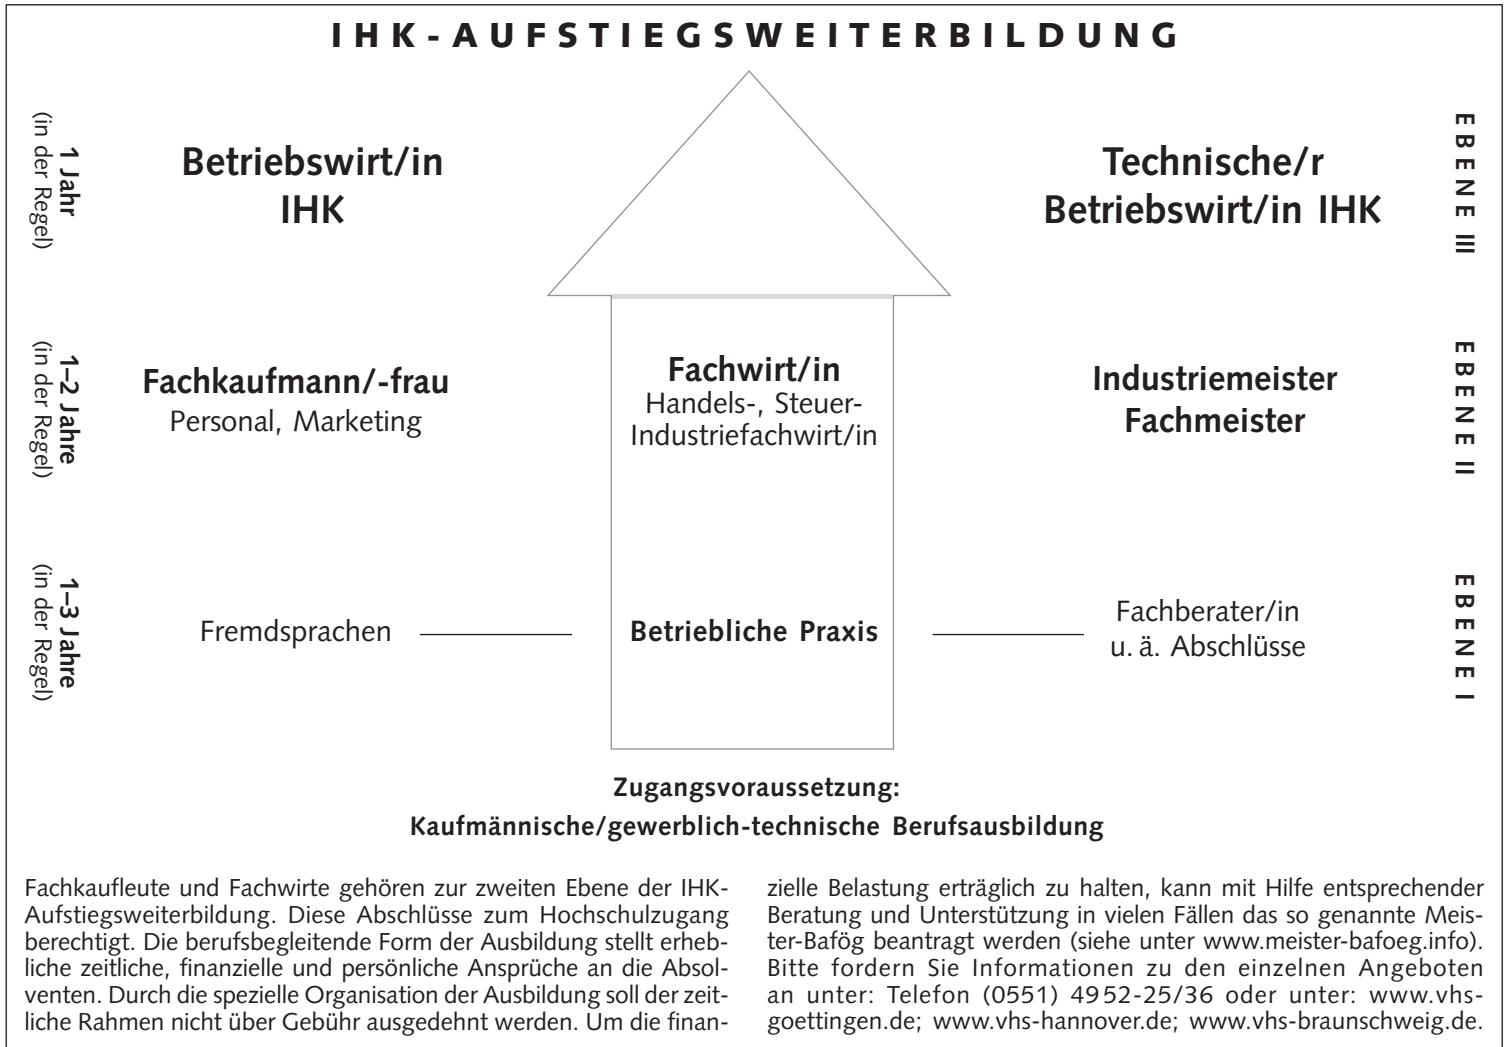 IHK-AUFSTIEGSWEITERBILDUNG
1 Jahr
(in der Regel)
Betriebswirt/in
IHK
Technische/r
Betriebswirt/in IHK
EBENE III
1–2 Jahre
(in der Regel)
Fachkaufmann/-frau
Personal, Marketing
Fachwirt/in
Handels-, Steuer-
Industriefachwirt/in
Industriemeister
Fachmeister
EBENE II
1–3 Jahre
(in der Regel)
Fremdsprachen
Betriebliche Praxis
Fachberater/in
u. ä. Abschlüsse
EBENE I
Zugangsvoraussetzung:
Kaufmännische/gewerblich-technische Berufsausbildung
Fachkaufleute und Fachwirte gehören zur zweiten Ebene der IHK-
Aufstiegsweiterbildung. Diese Abschlüsse zum Hochschulzugang
berechtigt. Die berufsbegleitende Form der Ausbildung stellt erheb-
liche zeitliche, finanzielle und persönliche Ansprüche an die Absol-
venten. Durch die spezielle Organisation der Ausbildung soll der zeit-
liche Rahmen nicht über Gebühr ausgedehnt werden. Um die finan-
zielle Belastung erträglich zu halten, kann mit Hilfe entsprechender
Beratung und Unterstützung in vielen Fällen das so genannte Meis-
ter-Bafög beantragt werden (siehe unter www.meister-bafoeg.info).
Bitte fordern Sie Informationen zu den einzelnen Angeboten
an unter: Telefon (0551) 4952-25/36 oder unter: www.vhs-
goettingen.de; www.vhs-hannover.de; www.vhs-braunschweig.de.